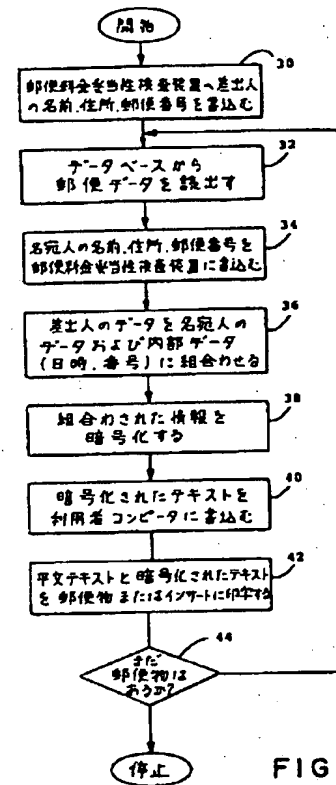 開始
30
郵便料金妥当性検査装置へ差出人
の名前、住所、郵便番号を書込む
32
データベースから
郵便データを読出す
34
名宛人の名前、住所、郵便番号を
郵便料金妥当性検査装置に書込む
36
差出人のデータを名宛人の
データおよび内部データ
(日時、番号)に組合わせる
38
組合わされた情報を
暗号化する
40
暗号化されたテキストを
利用者コンピータに書込む
42
平文テキストと暗号化されたテキスト
を郵便物またはインサートに印字する
44
まだ
郵便物は
あるか?
停止
FIG